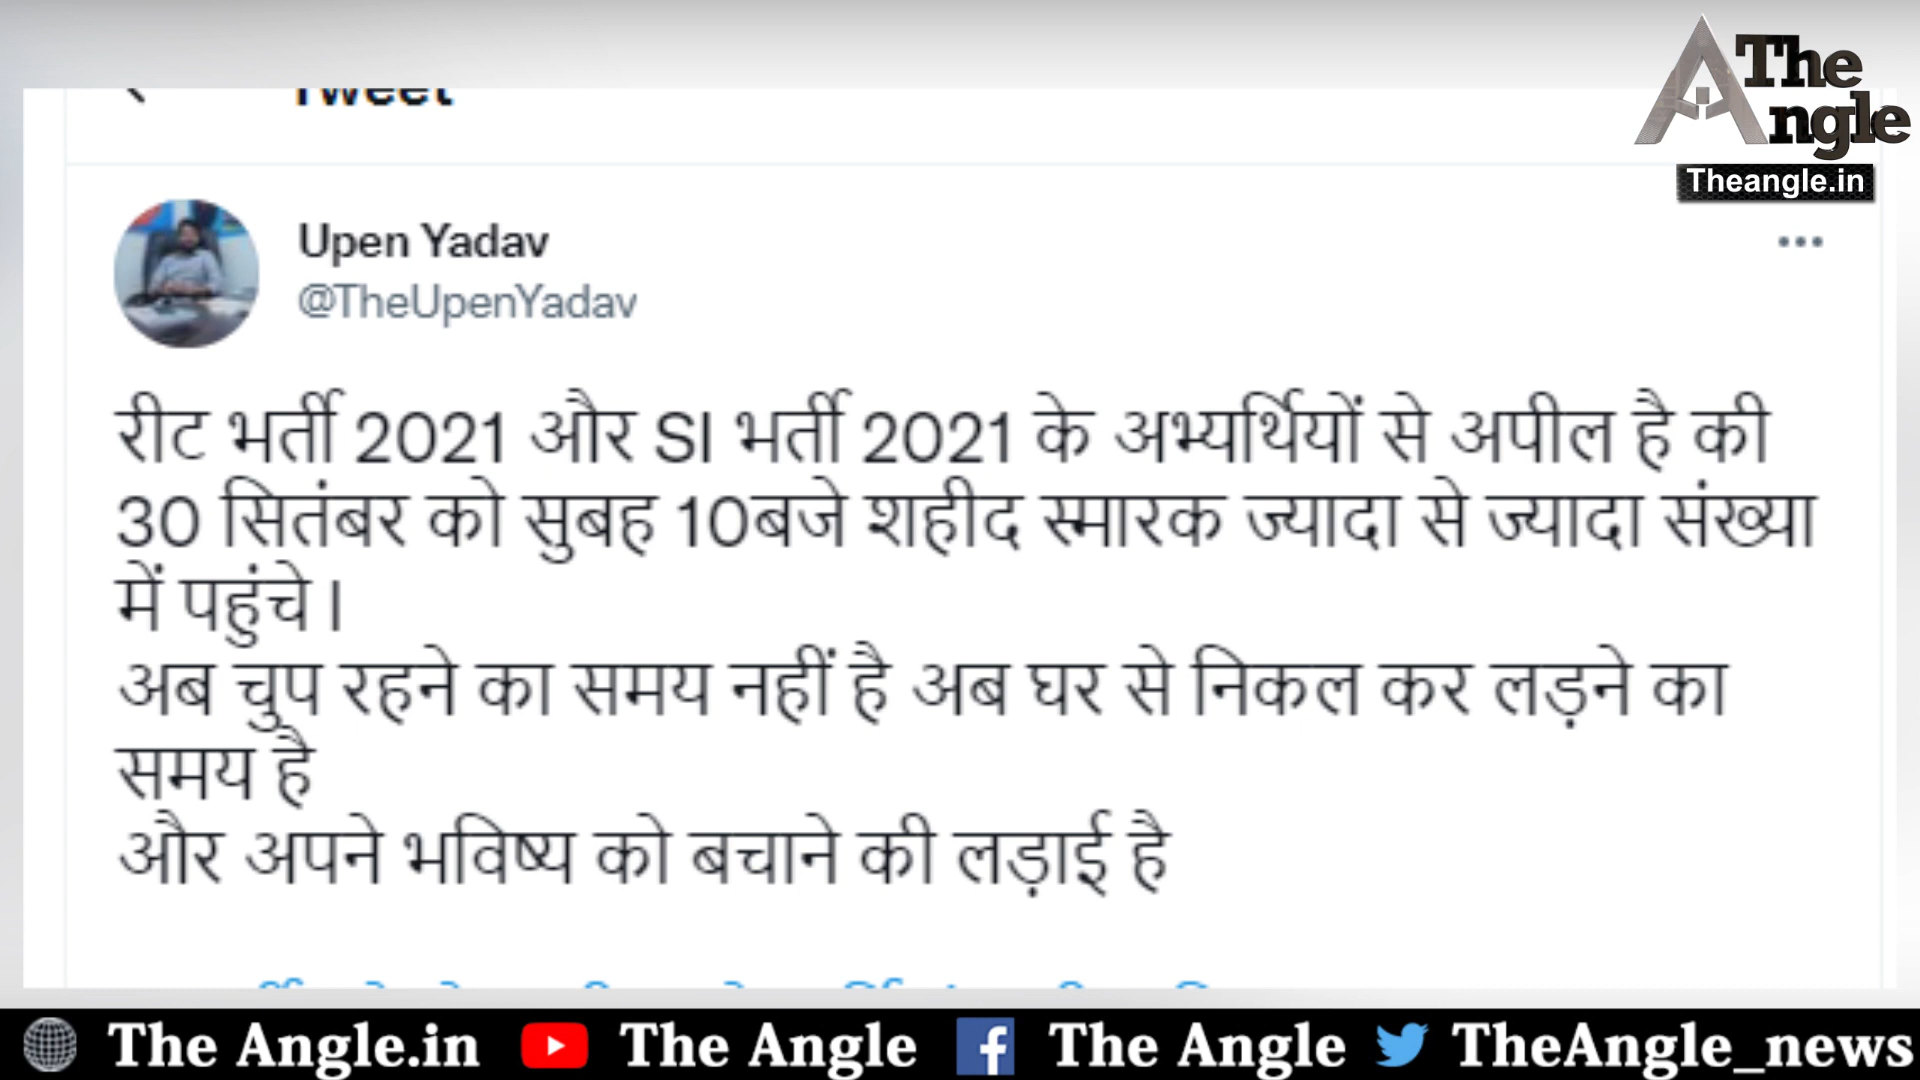 Tweet
The
Angle
Theangle.in
Upen Yadav
@TheUpenYadav
रीट भर्ती 2021 और SI भर्ती 2021 के अभ्यर्थियों से अपील है की
30 सितंबर को सुबह 10बजे शहीद स्मारक ज्यादा से ज्यादा संख्या
में पहुंचे।
अब चुप रहने का समय नहीं है अब घर से निकल कर लड़ने का
समय है
और अपने भविष्य को बचाने की लड़ाई है
The Angle.in The Angle The Angle TheAngle_news